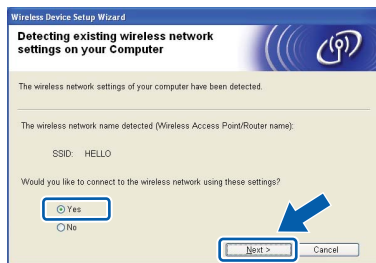 Wireless Device Setup Wizard
Detecting existing wireless network
settings on your Computer
The wireless network settings of your computer have been detected.
The wireless network name detected (Wireless Access Point/Router name):
SSID: HELLO
Would you like to connect to the wireless network using these settings?
Yes
No
Next >
Cancel